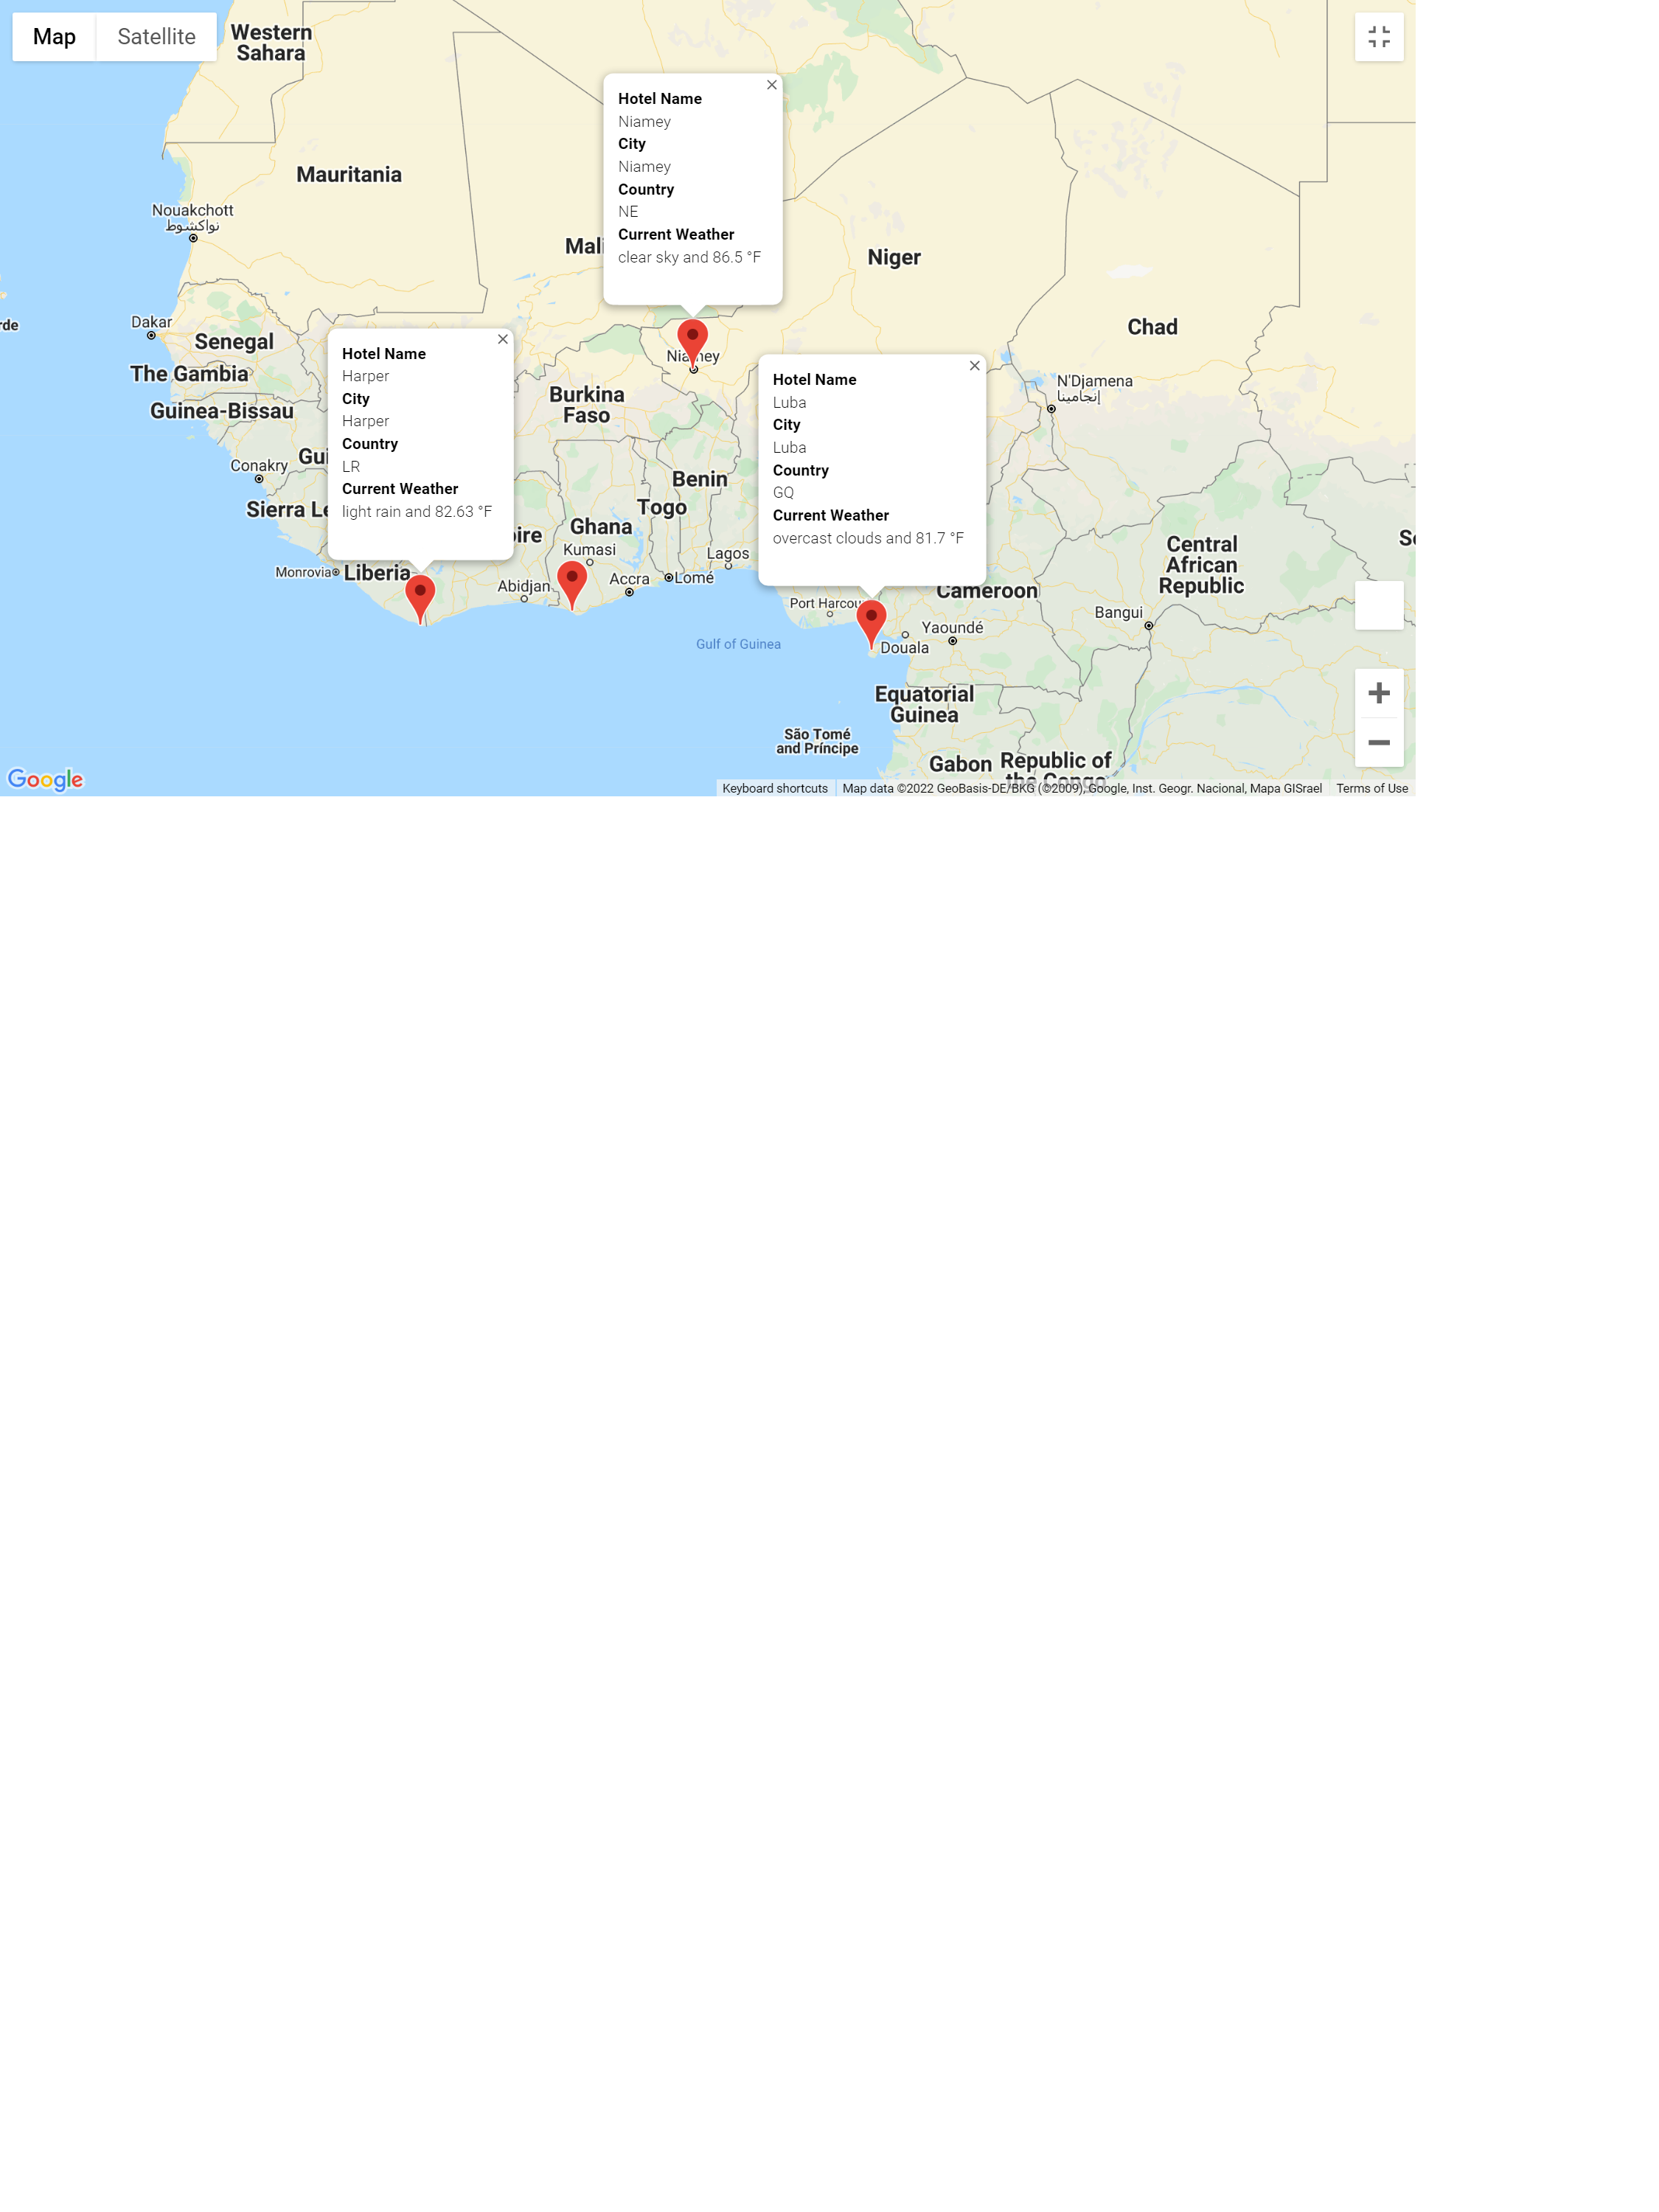 Map
Satellite
Western
Sahara
Mauritania
Nouakchott
نواكشوط
Hotel Name
Niamey
City
Niamey
Country
NE
Current Weather
clear sky and 86.5 °F
Mali
Niger
Chad
rde
Dakar
Senegal
The Gambia
Guinea-Bissau
Niamey
N'Djamena
إنجامينا
Burkina
Faso
Hotel Name
Harper
City
Harper
Country
LR
Current Weather
light rain and 82.63 °F
Hotel Name
Luba
City
Luba
Country
GQ
Current Weather
overcast clouds and 81.7 °F
Gui
Conakry
Sierra Le
Benin
Togo
Ghana
Kumasi
oire
Lagos
Monrovia
Liberia
Abidjan
Accra
Lomé
Central
African
Republic
So
Cameroon
Port Harcou
Bangui
Yaoundé
Douala
Gulf of Guinea
Equatorial
Guinea
São Tomé
and Príncipe
Gabon
Republic of
the Congo
Google
Keyboard shortcuts
Map data ©2022 GeoBasis-DE/BKG (©2009), Google, Inst. Geogr. Nacional, Mapa GISrael
Terms of Use